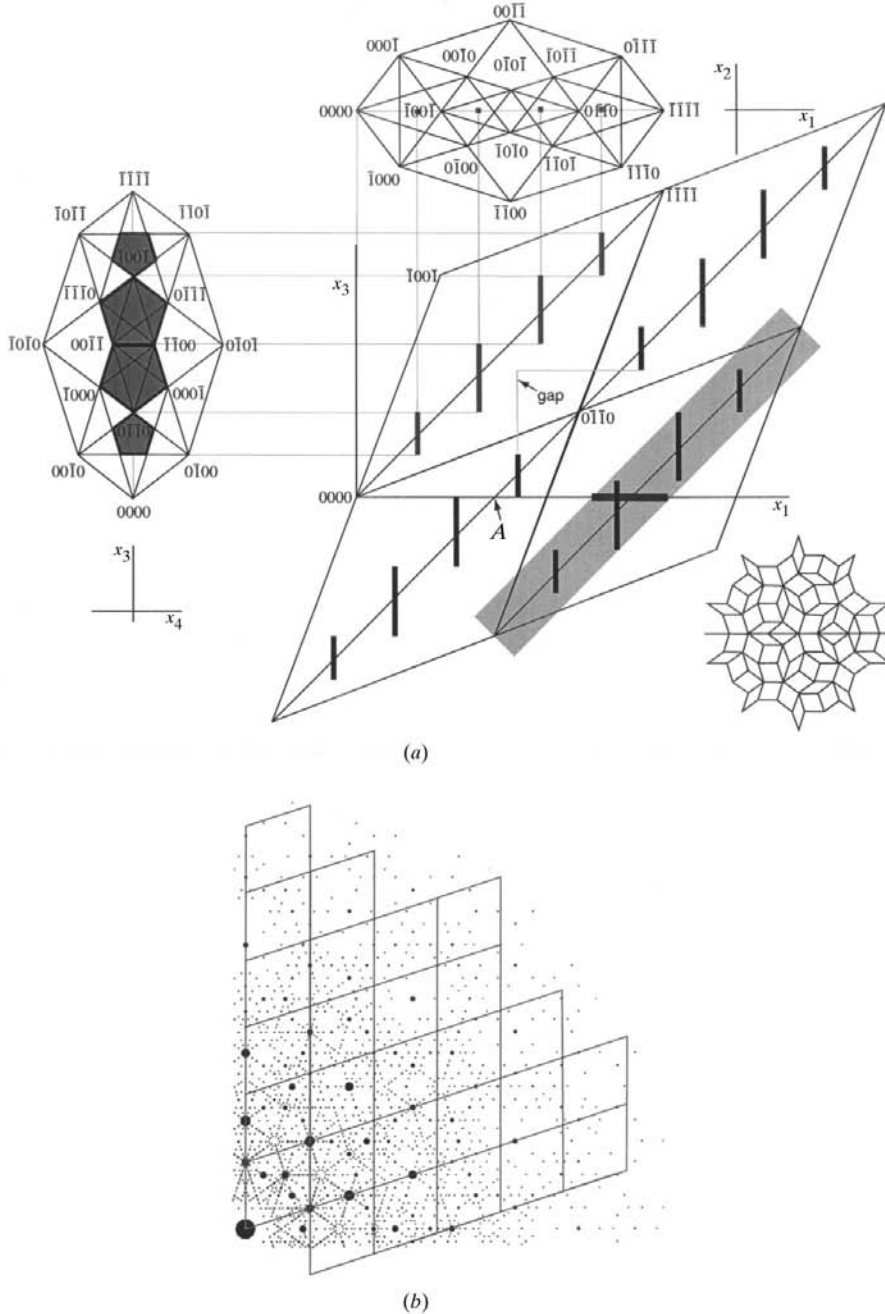 001̄1̄
0001̄ 001̄0 01̄01̄ 1̄01̄1̄ 01̄1̄1̄
x2
0000 1̄001̄ 01̄1̄0 1̄1̄1̄1̄
x1
1̄01̄0
1̄000 01̄00 1̄1̄01̄ 1̄1̄1̄0
1̄1̄00
1̄1̄1̄1̄
1̄1̄1̄1̄
1̄01̄1̄ 1̄1̄01̄
1̄001̄
1̄001̄
x3
1̄1̄1̄0 01̄1̄1̄
1̄01̄0 001̄1̄ 1̄1̄00 01̄01̄
1̄000 0001̄
gap
01̄1̄0
01̄1̄0
001̄0 01̄00
0000
0000
A
x1
x3
x4
(a)
(b)